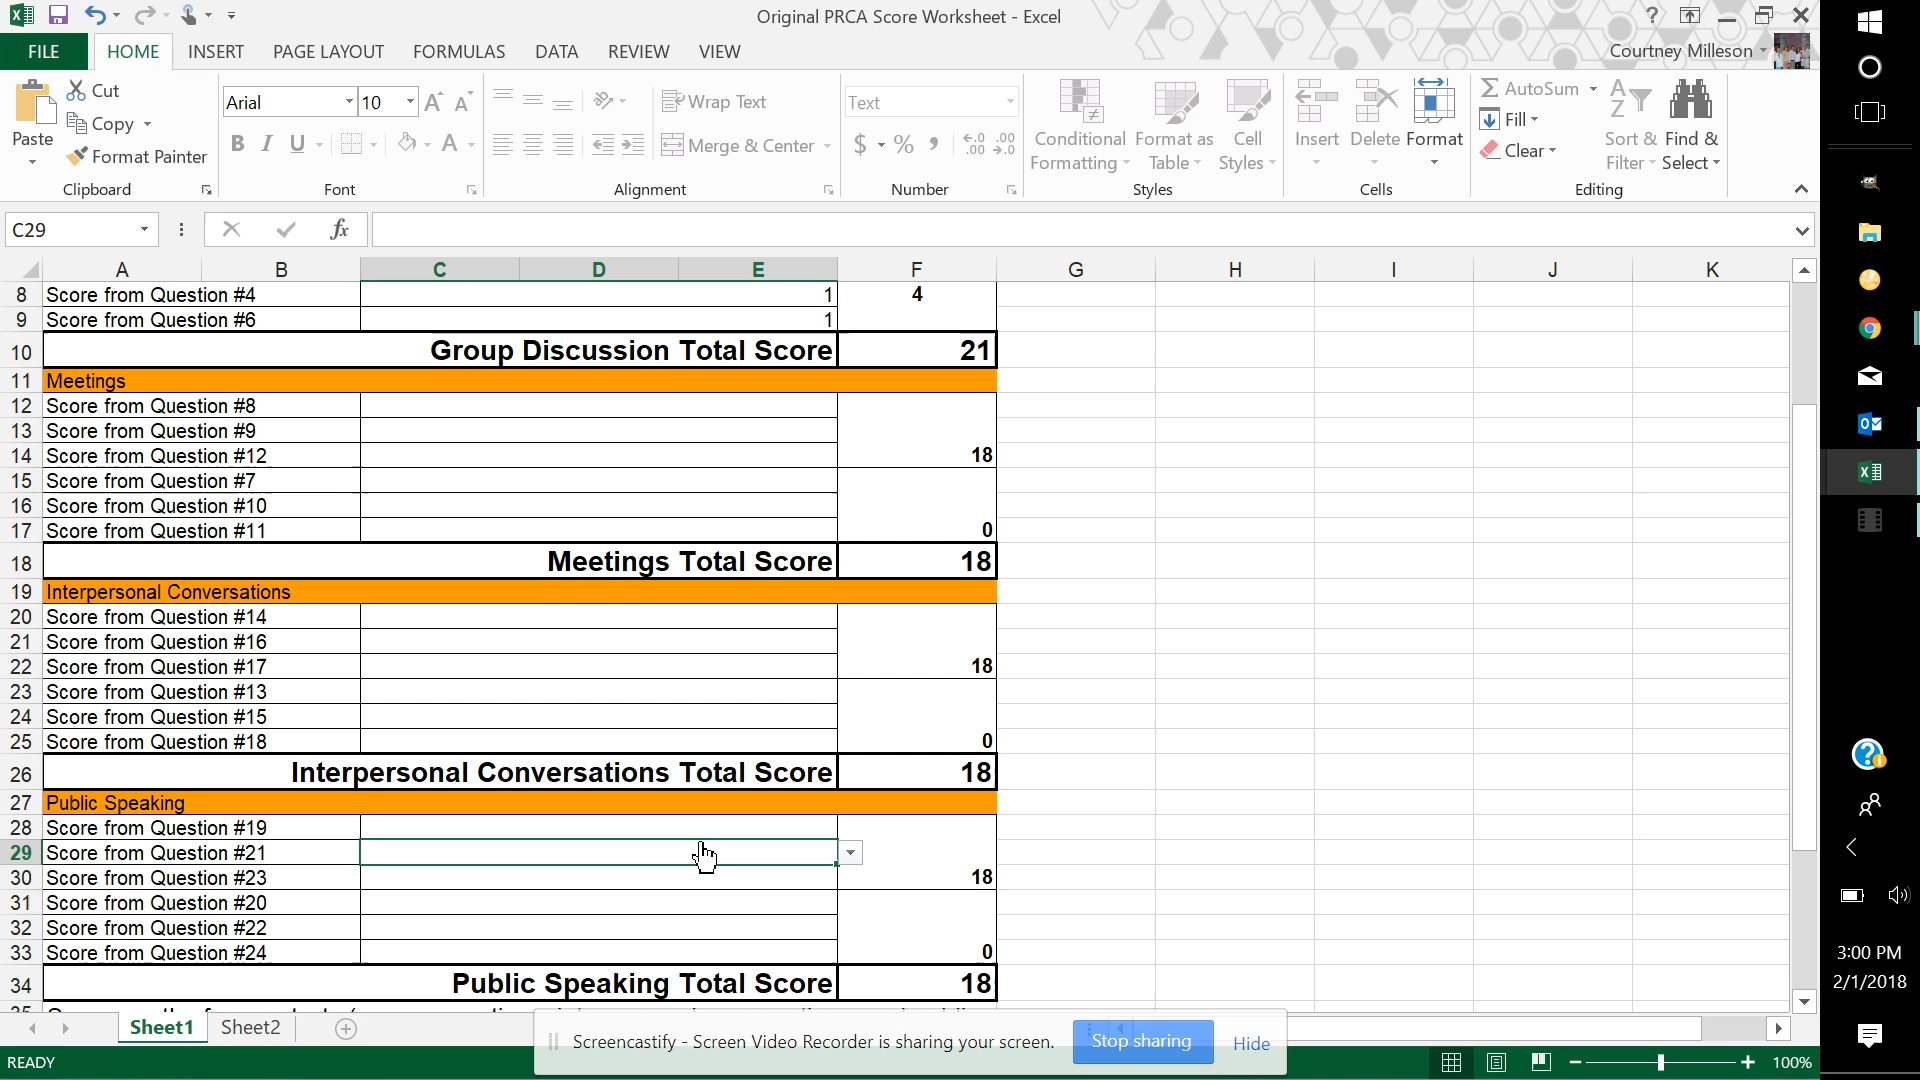 Original PRCA Score Worksheet - Excel
?
FILE HOME INSERT PAGE LAYOUT FORMULAS DATA REVIEW VIEW
Courtney Milleson
Paste
Cut
Copy
Format Painter
Clipboard
Arial 10
B I U
Font
Wrap Text
Merge & Center
Alignment
Text
$ % ,
Number
Conditional Formatting
Format as Table
Cell Styles
Styles
Insert Delete Format
Cells
AutoSum
Fill
Clear
Sort & Filter
Find & Select
Editing
C29
fx
A B C D E F G H I J K
8 Score from Question #4 1 4
9 Score from Question #6 1
10 Group Discussion Total Score 21
11 Meetings
12 Score from Question #8
13 Score from Question #9
14 Score from Question #12 18
15 Score from Question #7
16 Score from Question #10
17 Score from Question #11 0
18 Meetings Total Score 18
19 Interpersonal Conversations
20 Score from Question #14
21 Score from Question #16
22 Score from Question #17 18
23 Score from Question #13
24 Score from Question #15
25 Score from Question #18 0
26 Interpersonal Conversations Total Score 18
27 Public Speaking
28 Score from Question #19
29 Score from Question #21
30 Score from Question #23 18
31 Score from Question #20
32 Score from Question #22
33 Score from Question #24 0
34 Public Speaking Total Score 18
Sheet1 Sheet2
Screencastify - Screen Video Recorder is sharing your screen. Stop sharing Hide
READY
100%
3:00 PM
2/1/2018